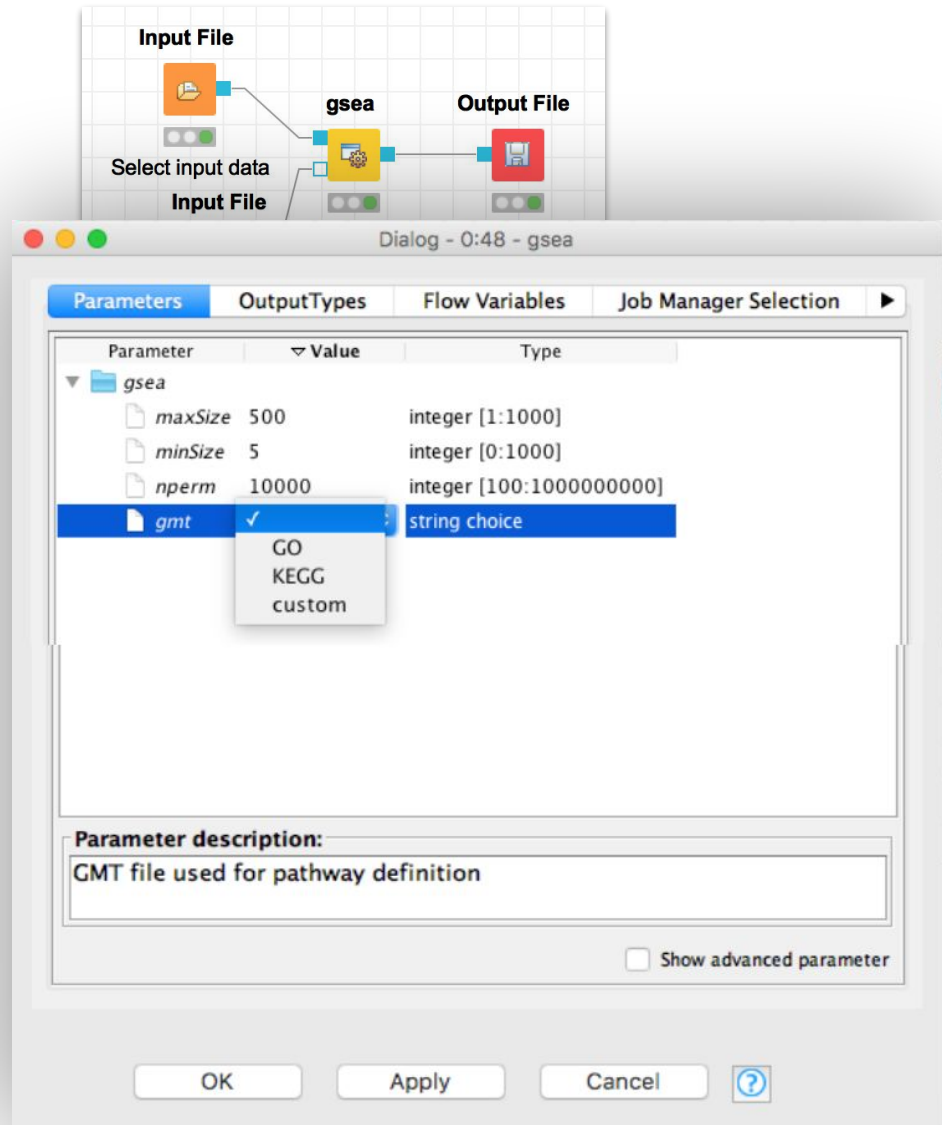 Input File
gsea
Output File
Select input data
Input File
Dialog - 0:48 - gsea
Parameters OutputTypes Flow Variables Job Manager Selection
Parameter Value Type
gsea
maxSize 500 integer [1:1000]
minSize 5 integer [0:1000]
nperm 10000 integer [100:1000000000]
gmt string choice
GO
KEGG
custom
Parameter description:
GMT file used for pathway definition
Show advanced parameter
OK Apply Cancel ?